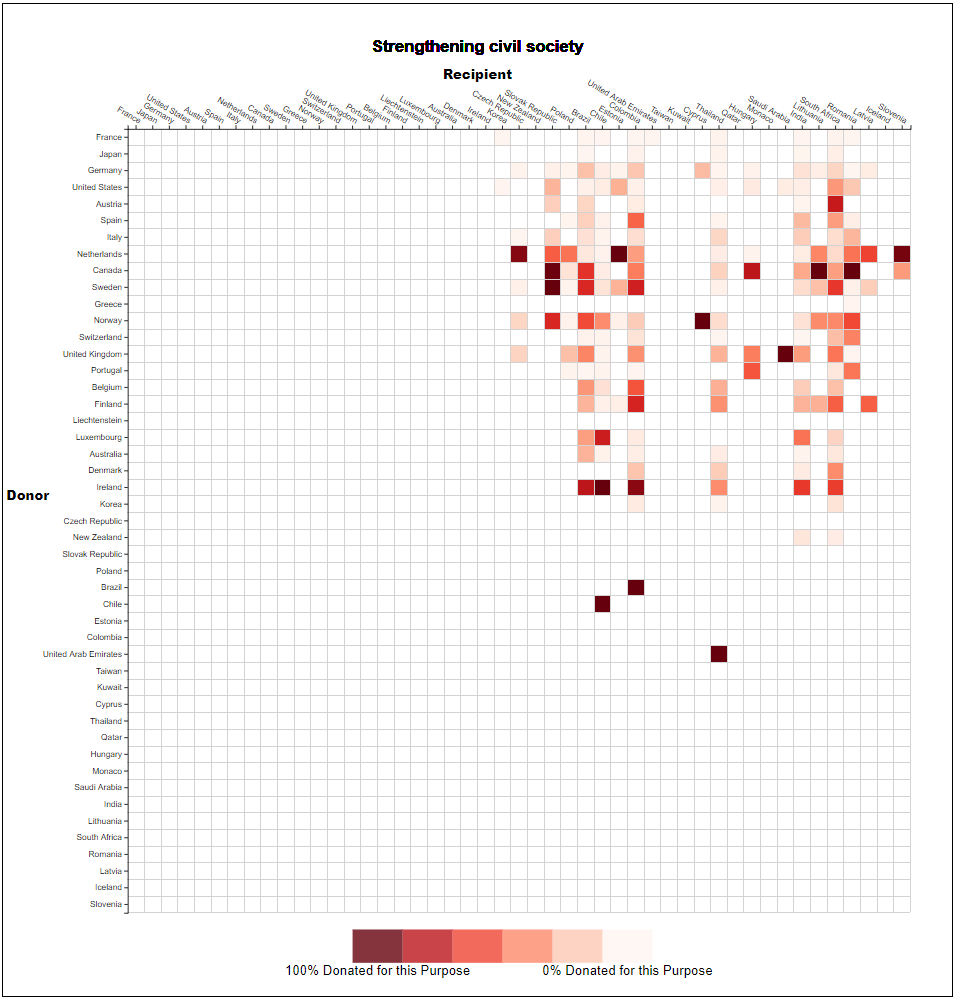 Strengthening civil society
Recipient
France
Japan
Germany
United States
Austria
Spain
Italy
Netherlands
Canada
Sweden
Greece
Norway
Switzerland
United Kingdom
Portugal
Belgium
Finland
Liechtenstein
Luxembourg
Australia
Denmark
Ireland
Korea
Czech Republic
New Zealand
Slovak Republic
Poland
Brazil
Chile
Estonia
Colombia
United Arab Emirates
Taiwan
Kuwait
Cyprus
Thailand
Qatar
Hungary
Monaco
Saudi Arabia
India
Lithuania
South Africa
Romania
Latvia
Iceland
Slovenia
Donor
France
Japan
Germany
United States
Austria
Spain
Italy
Netherlands
Canada
Sweden
Greece
Norway
Switzerland
United Kingdom
Portugal
Belgium
Finland
Liechtenstein
Luxembourg
Australia
Denmark
Ireland
Korea
Czech Republic
New Zealand
Slovak Republic
Poland
Brazil
Chile
Estonia
Colombia
United Arab Emirates
Taiwan
Kuwait
Cyprus
Thailand
Qatar
Hungary
Monaco
Saudi Arabia
India
Lithuania
South Africa
Romania
Latvia
Iceland
Slovenia
100% Donated for this Purpose
0% Donated for this Purpose